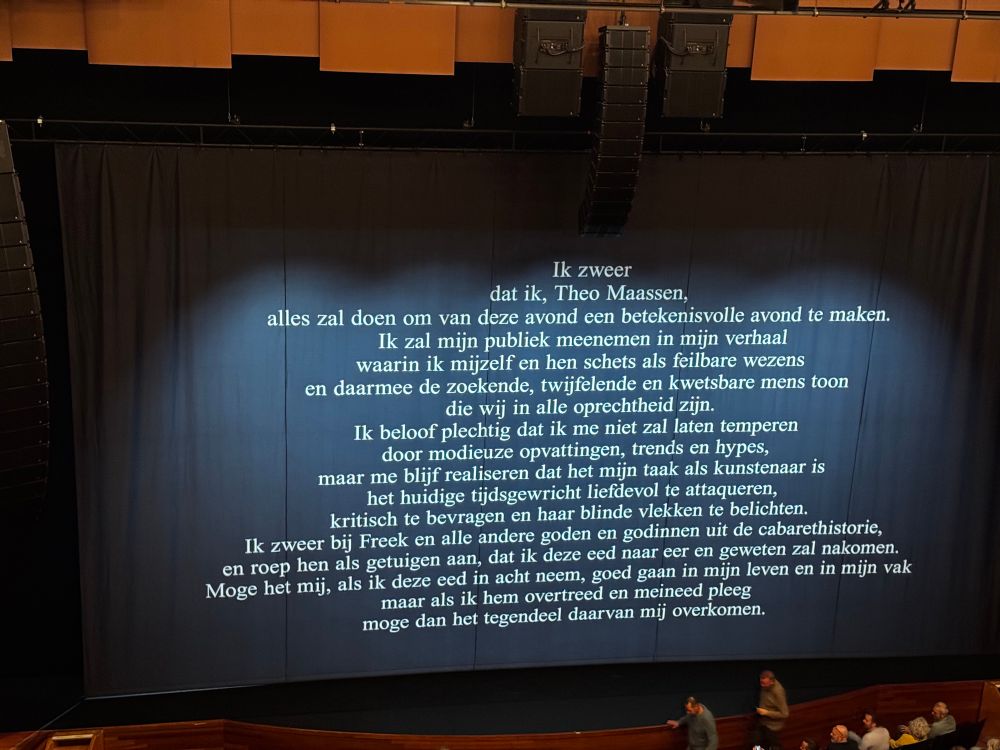 Ik zweer
dat ik, Theo Maassen,
alles zal doen om van deze avond een betekenisvolle avond te maken.
Ik zal mijn publiek meenemen in mijn verhaal
waarin ik mijzelf en hen schets als feilbare wezens
en daarmee de zoekende, twijfelende en kwetsbare mens toon
die wij in alle oprechtheid zijn.
Ik beloof plechtig dat ik me niet zal laten temperen
door modieuze opvattingen, trends en hypes,
maar me blijf realiseren dat het mijn taak als kunstenaar is
het huidige tijdsgewricht liefdevol te attaqueren,
kritisch te bevragen en haar blinde vlekken te belichten.
Ik zweer bij Freek en alle andere goden en godinnen uit de cabarethistorie,
en roep hen als getuigen aan, dat ik deze eed naar eer en geweten zal nakomen.
Moge het mij, als ik deze eed in acht neem, goed gaan in mijn leven en in mijn vak
maar als ik hem overtreed en meineed pleeg
moge dan het tegendeel daarvan mij overkomen.